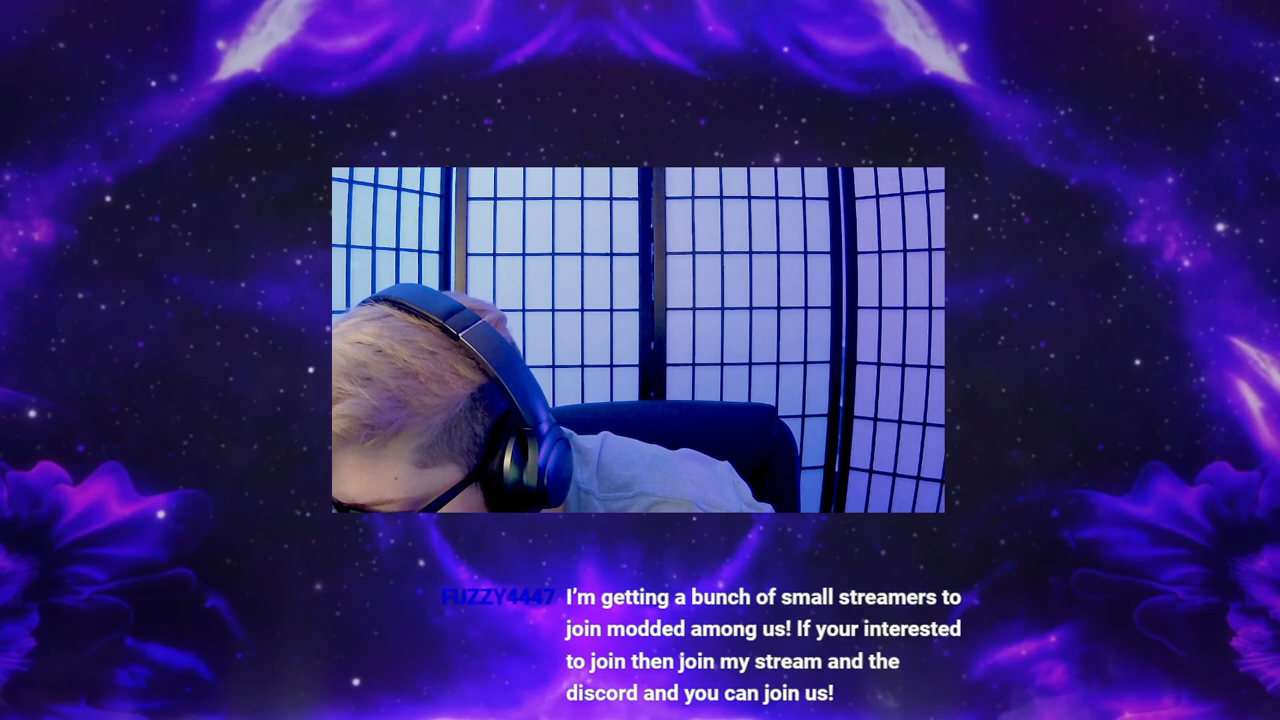 FUZZY4447 I'm getting a bunch of small streamers to
join modded among us! If your interested
to join then join my stream and the
discord and you can join us!